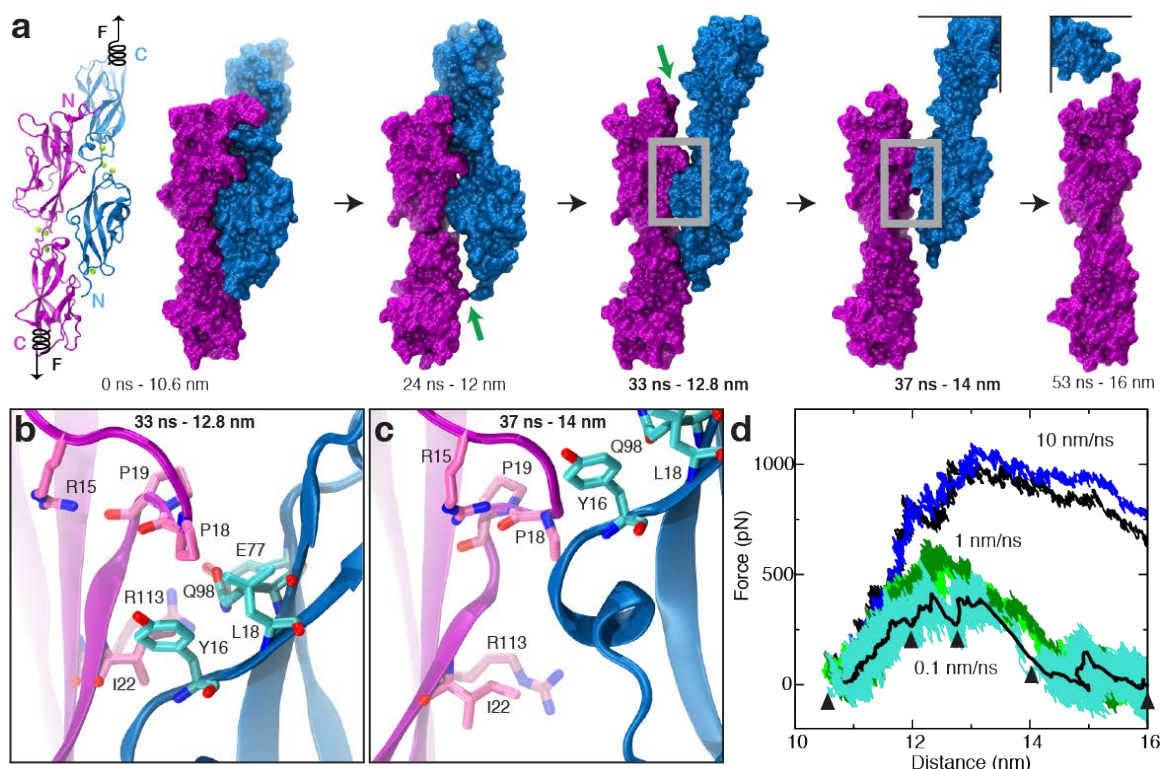 a
F
C
N
N
C
F
0 ns - 10.6 nm
24 ns - 12 nm
33 ns - 12.8 nm
37 ns - 14 nm
53 ns - 16 nm
b
33 ns - 12.8 nm
R15
P19
P18
E77
R113
Q98
Y16
L18
I22
c
37 ns - 14 nm
R15
P19
Q98
L18
Y16
P18
R113
I22
d
10 nm/ns
1000
1 nm/ns
Force (pN)
500
0.1 nm/ns
0
10
12
14
16
Distance (nm)